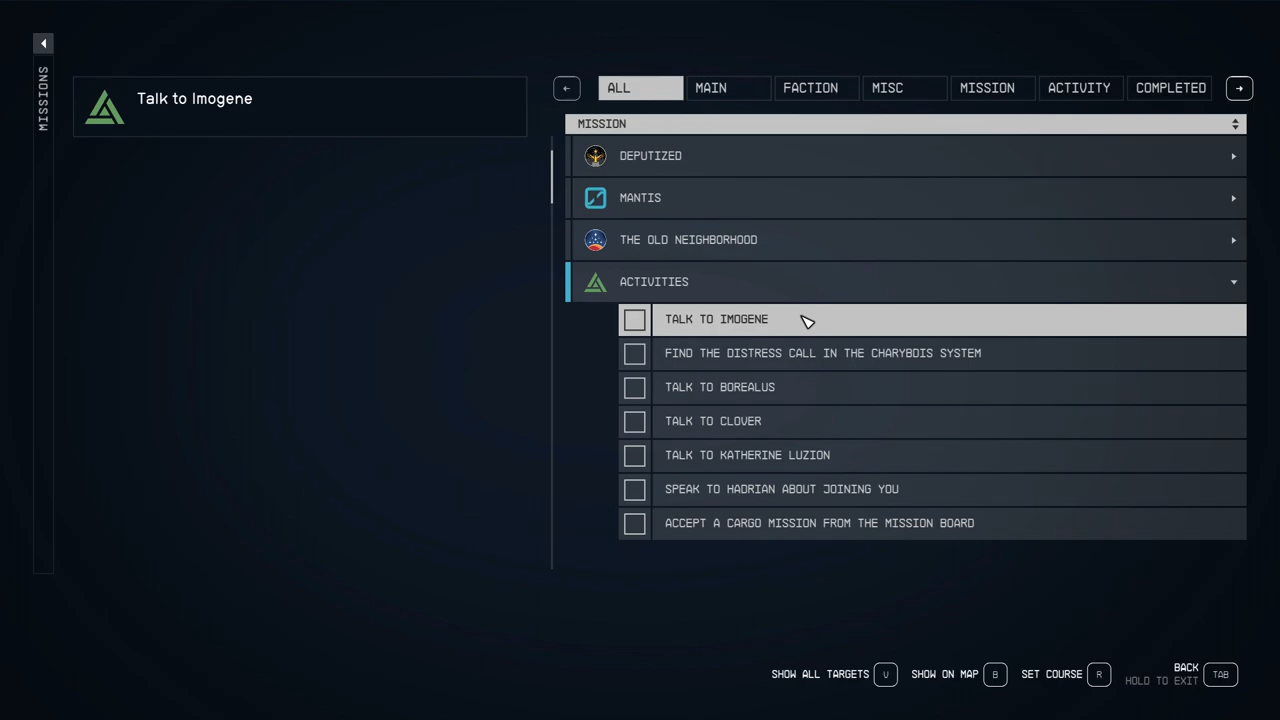 MISSIONS
Talk to Imogene
ALL
MAIN
FACTION
MISC
MISSION
ACTIVITY
COMPLETED
MISSION
DEPUTIZED
MANTIS
THE OLD NEIGHBORHOOD
ACTIVITIES
TALK TO IMOGENE
FIND THE DISTRESS CALL IN THE CHARYBDIS SYSTEM
TALK TO BOREALUS
TALK TO CLOVER
TALK TO KATHERINE LUZION
SPEAK TO HADRIAN ABOUT JOINING YOU
ACCEPT A CARGO MISSION FROM THE MISSION BOARD
SHOW ALL TARGETS V
SHOW ON MAP B
SET COURSE R
BACK
HOLD TO EXIT
TAB